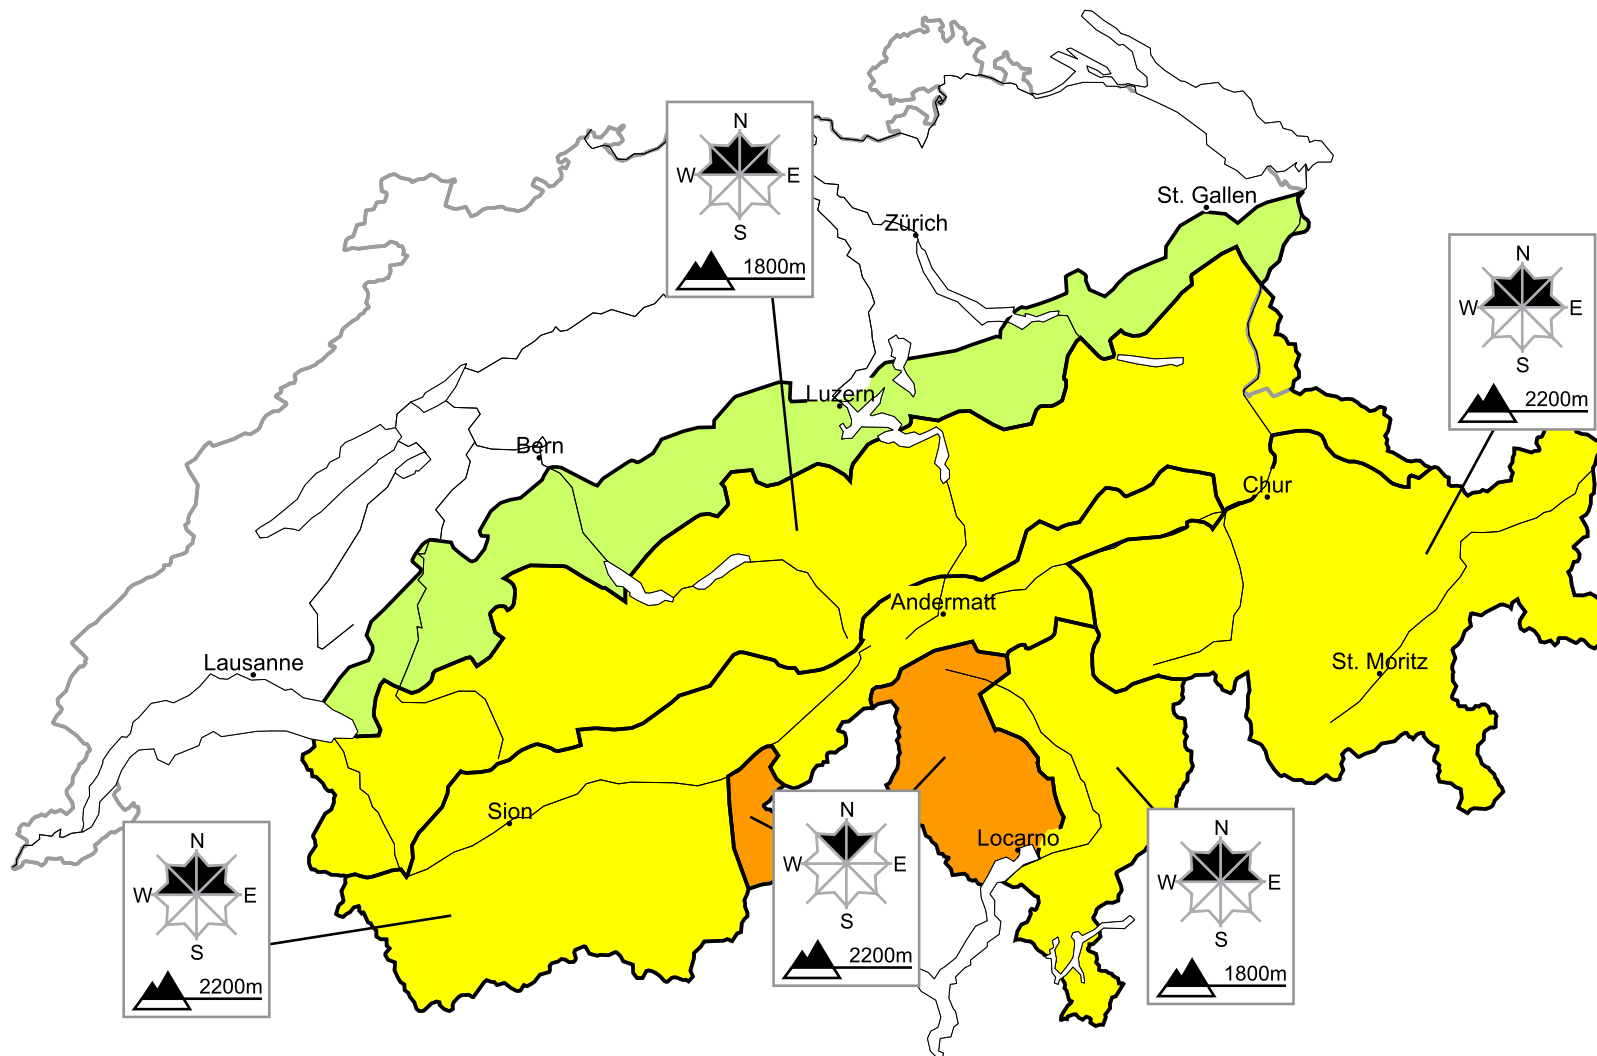 N
W E
S
1800m
St. Gallen
Zürich
N
W E
S
2200m
Luzern
Bern
Chur
Andermatt
Lausanne
St. Moritz
Sion
Locarno
N
W E
S
2200m
N
W E
S
2200m
N
W E
S
1800m